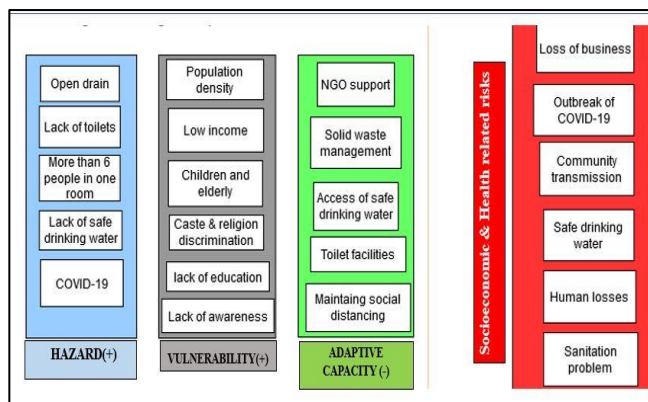 Open drain
Lack of toilets
More than 6
people in one
room
Lack of safe
drinking water
COVID-19
HAZARD(+)
Population
density
Low income
Children and
elderly
Caste & religion
discrimination
lack of education
Lack of awareness
VULNERABILITY(+)
NGO support
Solid waste
management
Access of safe
drinking water
Toilet facilities
Maintaing social
distancing
ADAPTIVE
CAPACITY (-)
Socioeconomic & Health related risks
Loss of business
Outbreak of
COVID-19
Community
transmission
Safe drinking
water
Human losses
Sanitation
problem